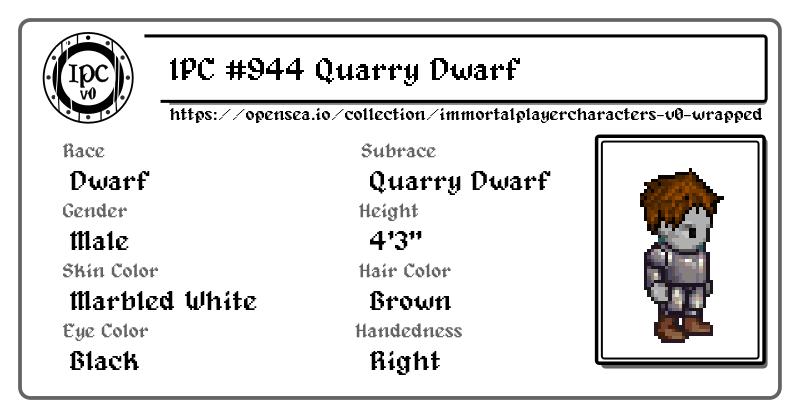 IPC
v0
IPC #944 Quarry Dwarf
https://opensea.io/collection/immortalplayercharacters-v0-wrapped
Race
Dwarf
Subrace
Quarry Dwarf
Gender
Male
Height
4'3"
Skin Color
Marbled White
Hair Color
Brown
Eye Color
Black
Handedness
Right